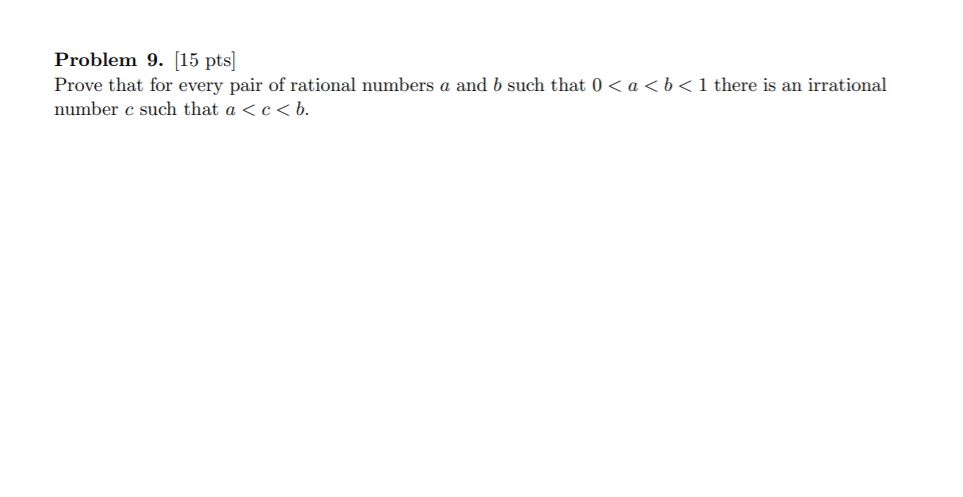 Problem 9. [15 pts]
Prove that for every pair of rational numbers a and b such that 0 < a < b < 1 there is an irrational
number c such that a < c < b.